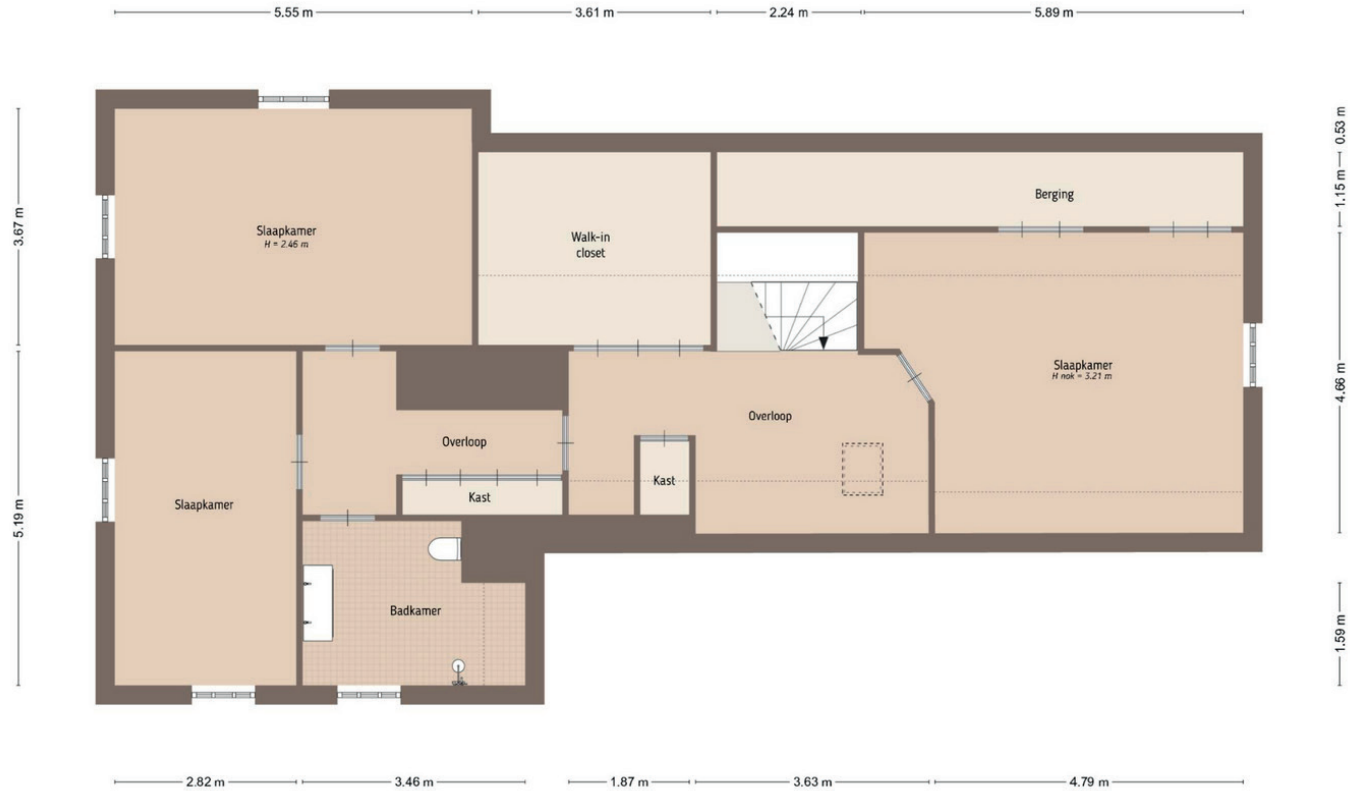 5.55 m
3.61 m
2.24 m
5.89 m
0.53 m
1.15 m
3.67 m
4.66 m
5.19 m
1.59 m
Berging
Slaapkamer
H = 2.46 m
Walk-in
closet
Slaapkamer
H nok = 3.21 m
Overloop
Overloop
Kast
Kast
Slaapkamer
Badkamer
2.82 m
3.46 m
1.87 m
3.63 m
4.79 m